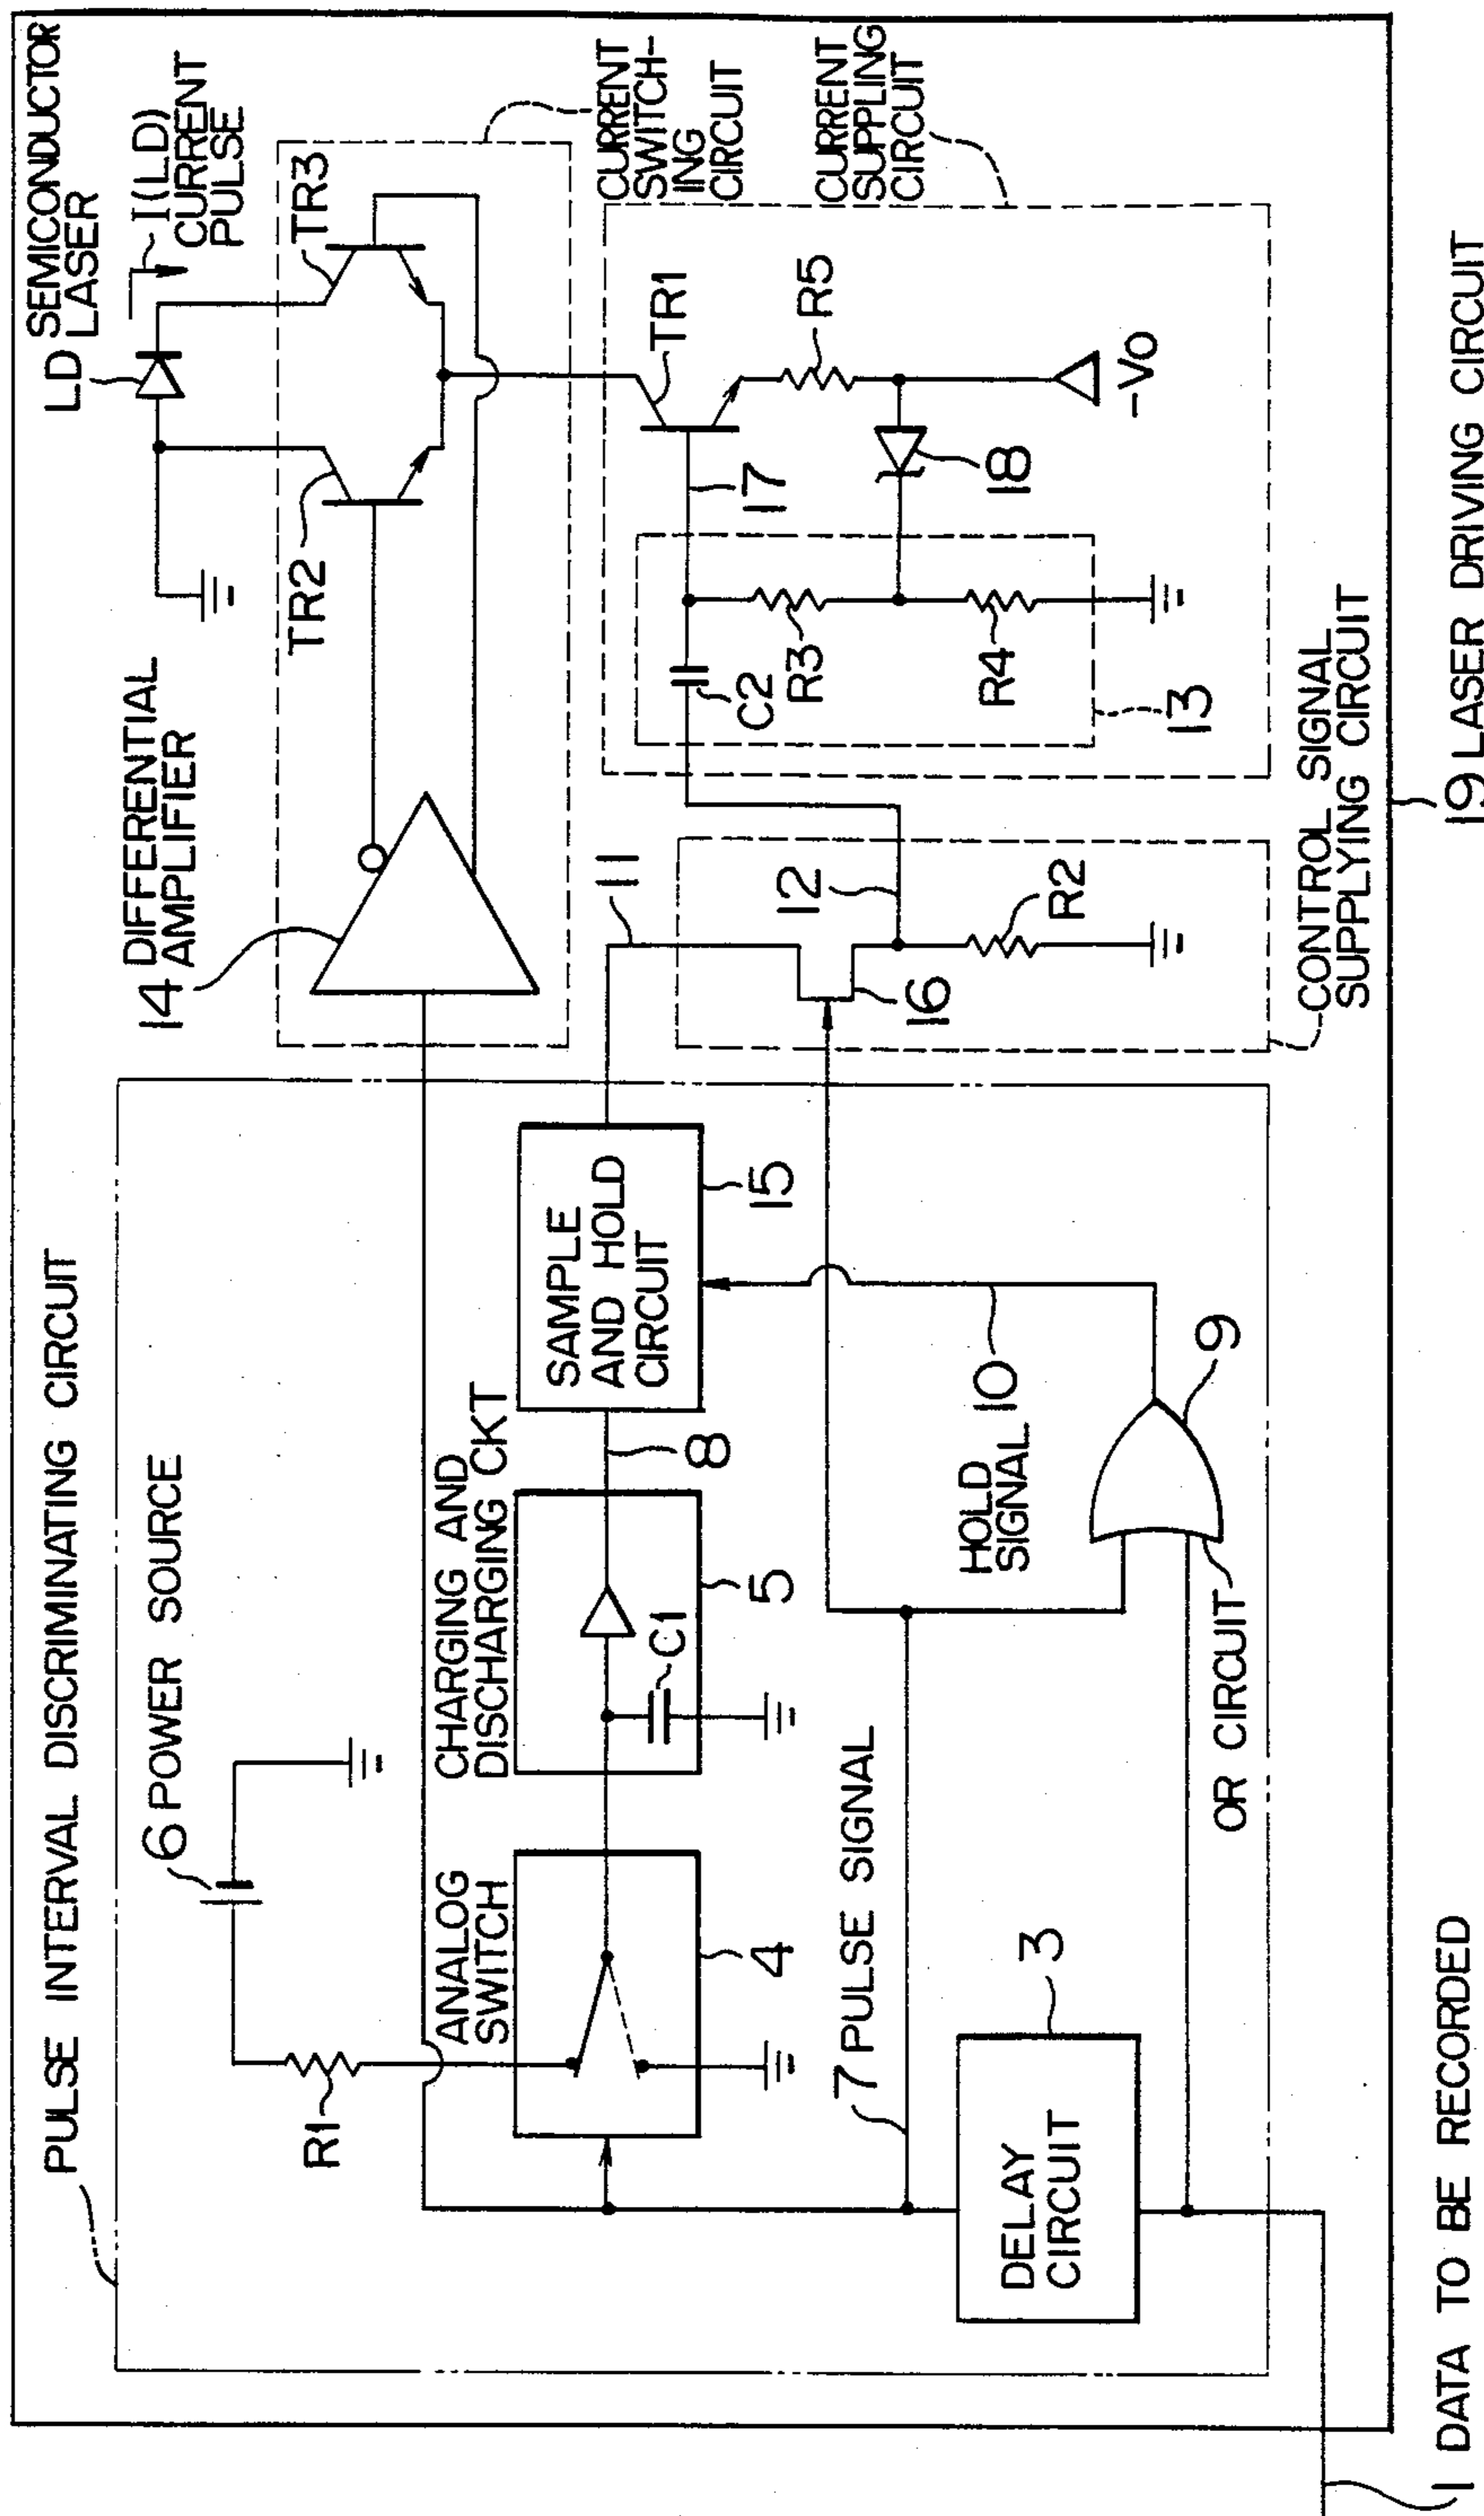 PULSE INTERVAL DISCRIMINATING CIRCUIT
6 POWER SOURCE
R1
ANALOG
SWITCH
4
CHARGING AND
DISCHARGING CKT
C1
5
8
SAMPLE
AND HOLD
CIRCUIT
15
7 PULSE SIGNAL
HOLD
SIGNAL 10
DELAY
CIRCUIT
3
OR CIRCUIT
9
1 DATA TO BE RECORDED
14 DIFFERENTIAL
AMPLIFIER
11
12
16
R2
CONTROL SIGNAL
SUPPLYING CIRCUIT
LD SEMICONDUCTOR
LASER
I(LD)
CURRENT
PULSE
TR2
TR3
CURRENT
SWITCH-
ING
CIRCUIT
CURRENT
SUPPLING
CIRCUIT
TR1
R5
17
18
C2
R3
R4
13
-VO
19 LASER DRIVING CIRCUIT